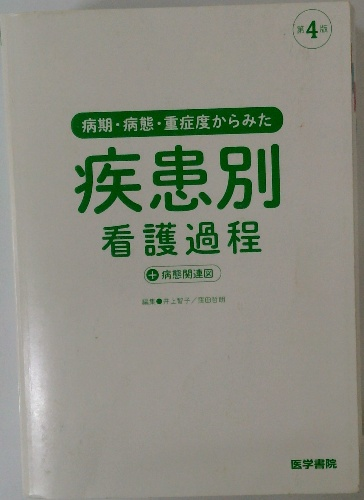 第4版
病期・病態・重症度からみた
疾患別
看護過程
+病態関連図
編集●井上智子／窪田哲朗
医学書院